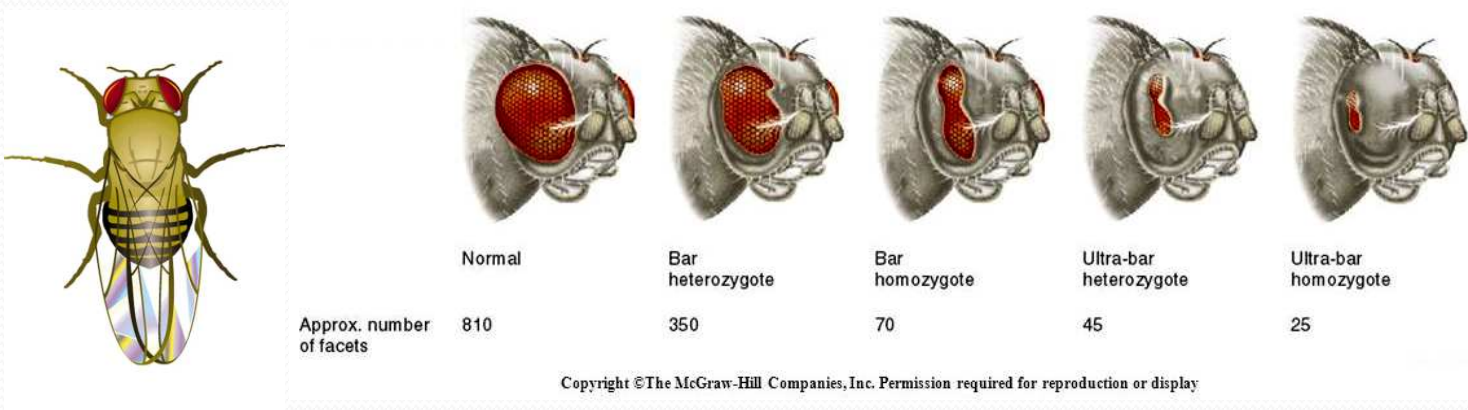 Normal
Bar
heterozygote
Bar
homozygote
Ultra-bar
heterozygote
Ultra-bar
homozygote
Approx. number
of facets
810
350
70
45
25
Copyright ©The McGraw-Hill Companies, Inc. Permission required for reproduction or display